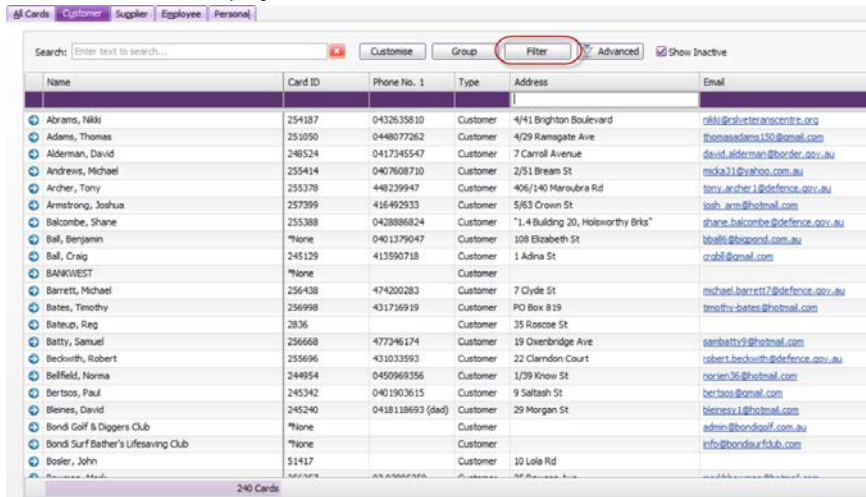 All Cards Customer Supplier Employee Personal
Search: Enter text to search... Customise Group Filter Advanced Show Inactive
Name Card ID Phone No. 1 Type Address Email
Abrams, Nikki 254187 0432635810 Customer 4/41 Brighton Boulevard nikki@rslveteranscentre.org
Adams, Thomas 251050 0448077262 Customer 4/29 Ramsgate Ave thomasadams150@gmail.com
Alderman, David 248524 0417345547 Customer 7 Carroll Avenue david.alderman@border.gov.au
Andrews, Michael 255414 0407608710 Customer 2/51 Bream St micka31@yahoo.com.au
Archer, Tony 255378 448239947 Customer 406/140 Maroubra Rd tony.archer1@defence.gov.au
Armstrong, Joshua 257399 416492933 Customer 5/63 Crown St josh_arm@hotmail.com
Balcombe, Shane 255388 0428886824 Customer "1.4 Building 20, Holsworthy Brks" shane.balcombe@defence.gov.au
Ball, Benjamin *None 0401379047 Customer 108 Elizabeth St bball6@bigpond.com.au
Ball, Craig 245129 413590718 Customer 1 Adina St crgbll@gmail.com
BANKWEST *None Customer
Barrett, Michael 256438 474200283 Customer 7 Clyde St michael.barrett7@defence.gov.au
Bates, Timothy 256998 431716919 Customer PO Box 819 timothy-bates@hotmail.com
Bateup, Reg 2836 Customer 35 Roscoe St
Batty, Samuel 256668 477346174 Customer 19 Oxenbridge Ave sambatty9@hotmail.com
Beckwith, Robert 255696 431033593 Customer 22 Clarndon Court robert.beckwith@defence.gov.au
Bellfield, Norma 244954 0450969356 Customer 1/39 Know St norien36@hotmail.com
Bertsos, Paul 245342 0401903615 Customer 9 Saltash St bertsos@gmail.com
Bleines, David 245240 0418118693 (dad) Customer 29 Morgan St bleinesy1@hotmail.com
Bondi Golf & Diggers Club *None Customer admin@bondigolf.com.au
Bondi Surf Bather's Lifesaving Club *None Customer info@bondisurfclub.com
Bosler, John 51417 Customer 10 Lola Rd
240 Cards